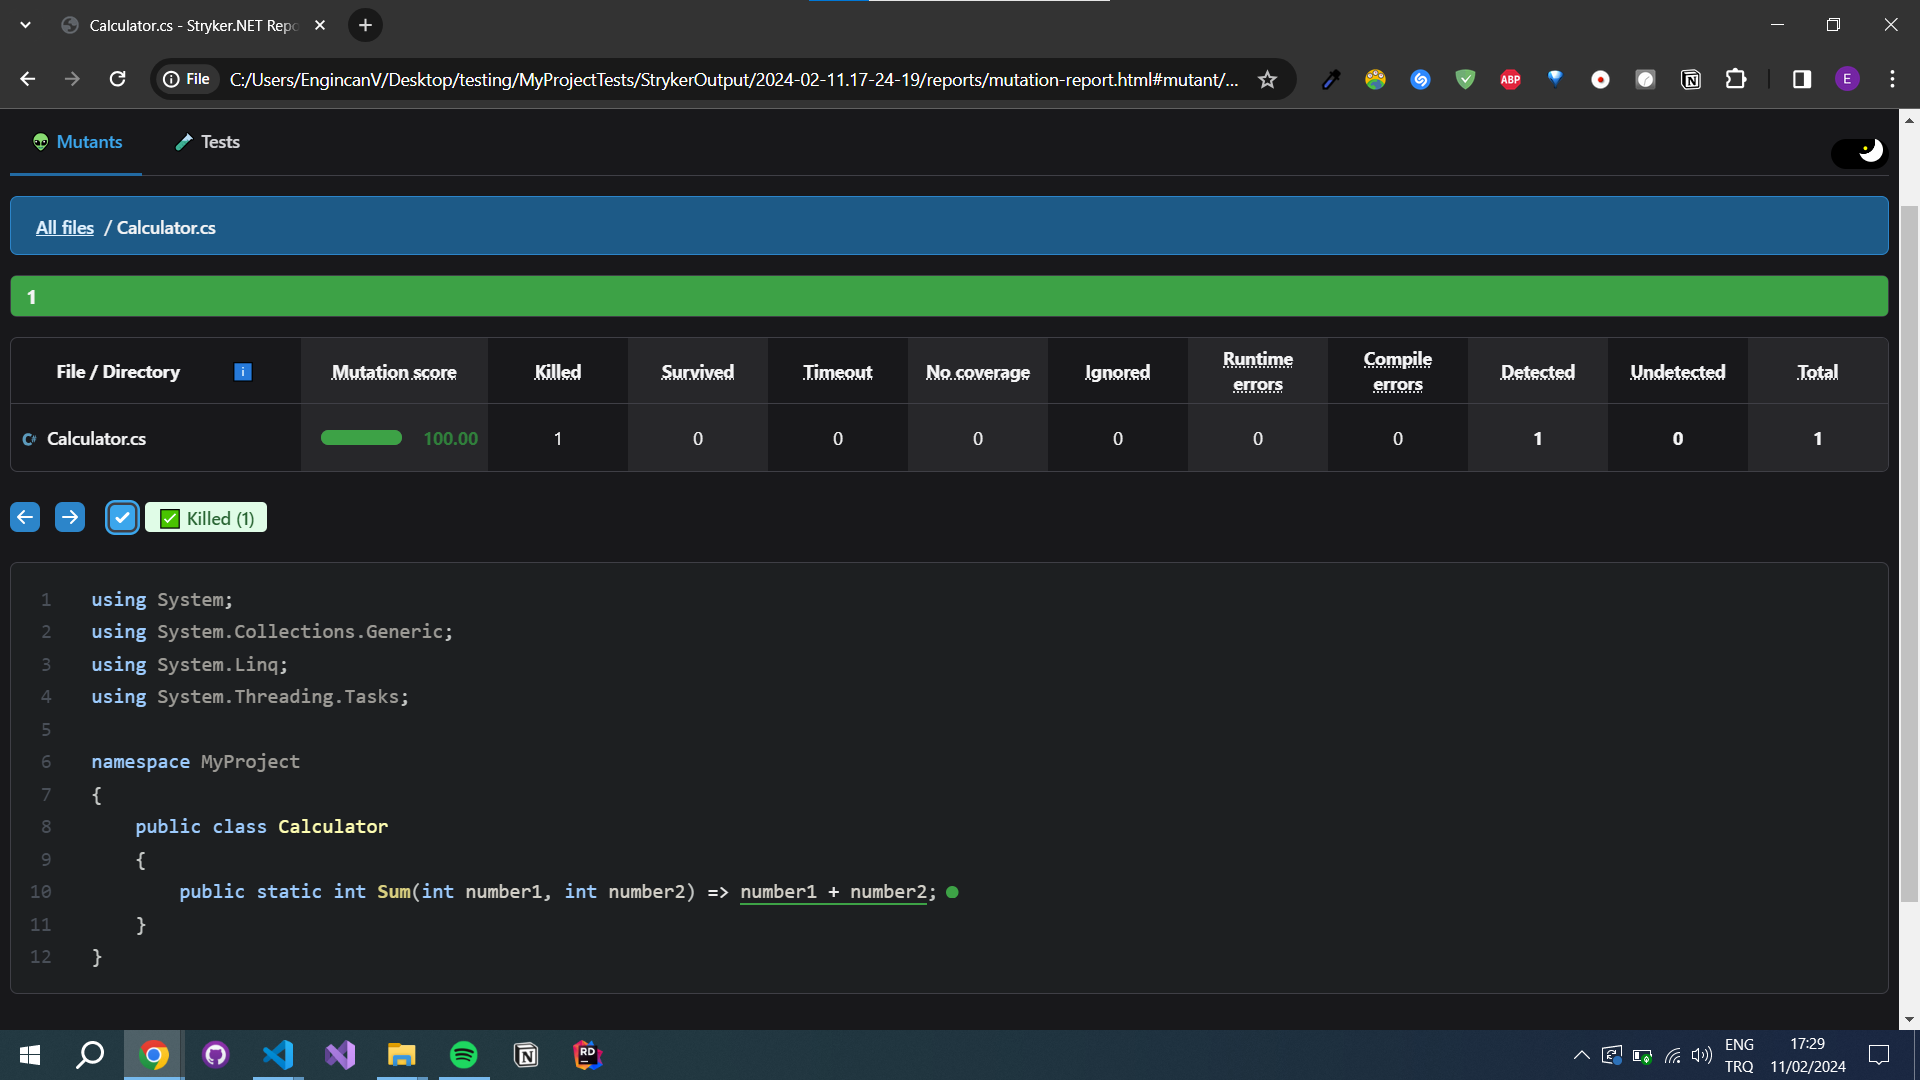 Calculator.cs - Stryker.NET Repo
File
C:/Users/EngincanV/Desktop/testing/MyProjectTests/StrykerOutput/2024-02-11.17-24-19/reports/mutation-report.html#mutant/...
ABP
E
Mutants
Tests
All files / Calculator.cs
1
File / Directory i Mutation score Killed Survived Timeout No coverage Ignored Runtime errors Compile errors Detected Undetected Total
C# Calculator.cs 100.00 1 0 0 0 0 0 0 1 0 1
Killed (1)
1 using System;
2 using System.Collections.Generic;
3 using System.Linq;
4 using System.Threading.Tasks;
5
6 namespace MyProject
7 {
8     public class Calculator
9     {
10         public static int Sum(int number1, int number2) => number1 + number2;
11     }
12 }
RD
ENG
TRQ
17:29
11/02/2024